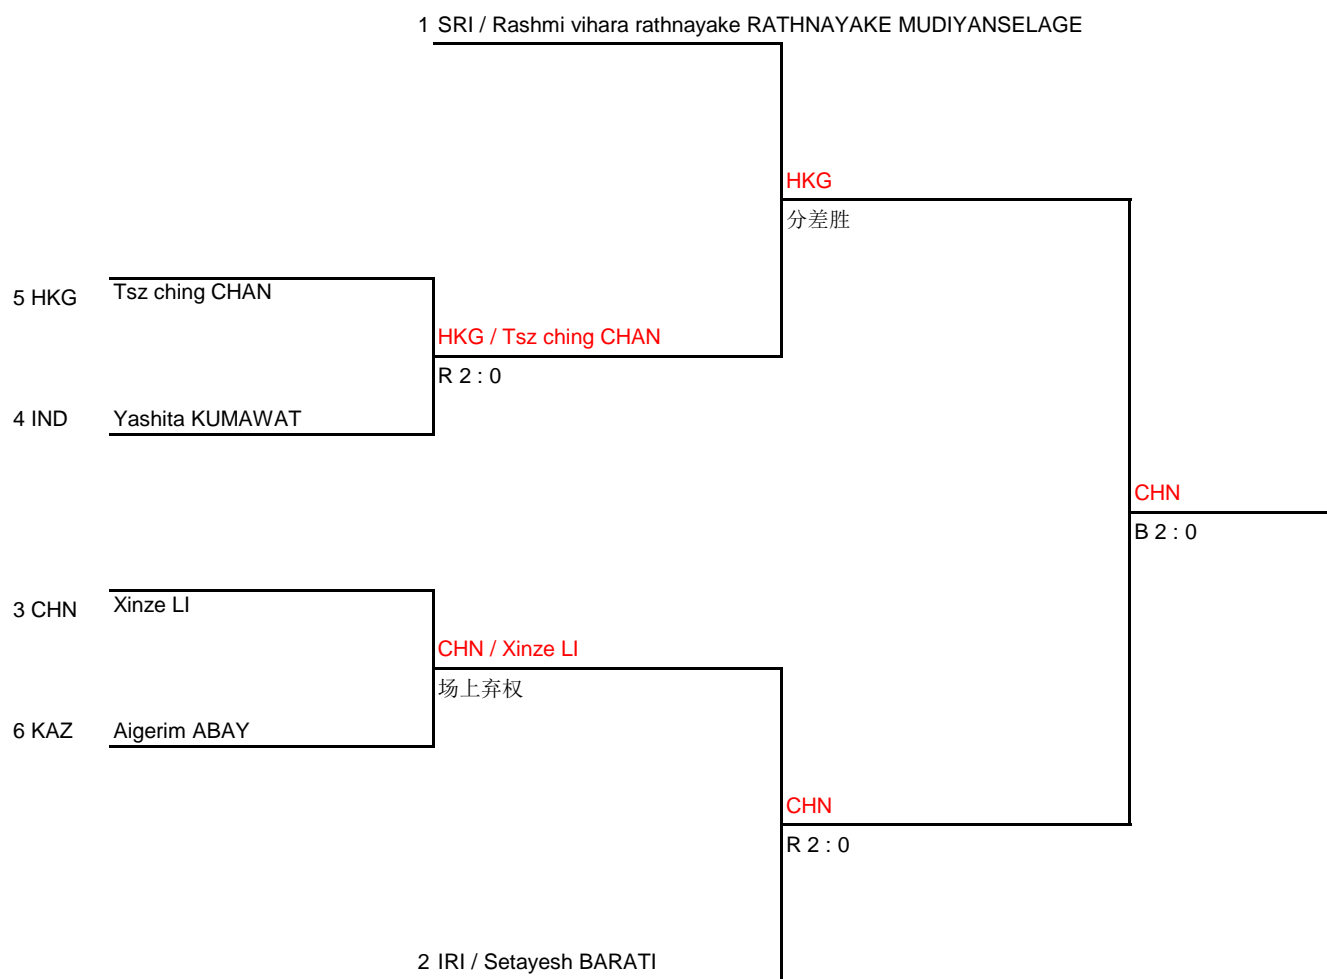 1 SRI / Rashmi vihara rathnayake RATHNAYAKE MUDIYANSELAGE
HKG
分差胜
5 HKG Tsz ching CHAN
HKG / Tsz ching CHAN
R 2 : 0
4 IND Yashita KUMAWAT
CHN
B 2 : 0
3 CHN Xinze LI
CHN / Xinze LI
场上弃权
6 KAZ Aigerim ABAY
CHN
R 2 : 0
2 IRI / Setayesh BARATI